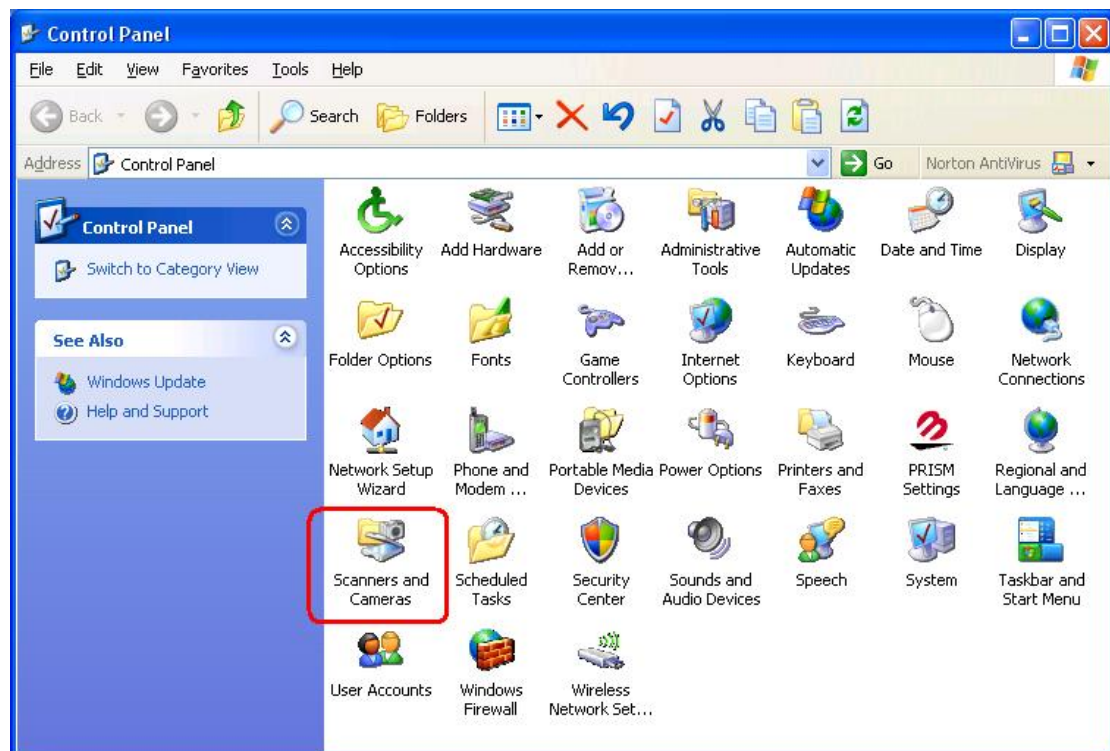 Control Panel
File Edit View Favorites Tools Help
Back Search Folders
Address Control Panel Go Norton AntiVirus
Control Panel
Switch to Category View
See Also
Windows Update
Help and Support
Accessibility Options
Add Hardware
Add or Remov...
Administrative Tools
Automatic Updates
Date and Time
Display
Folder Options
Fonts
Game Controllers
Internet Options
Keyboard
Mouse
Network Connections
Network Setup Wizard
Phone and Modem ...
Portable Media Devices
Power Options
Printers and Faxes
PRISM Settings
Regional and Language ...
Scanners and Cameras
Scheduled Tasks
Security Center
Sounds and Audio Devices
Speech
System
Taskbar and Start Menu
User Accounts
Windows Firewall
Wireless Network Set...